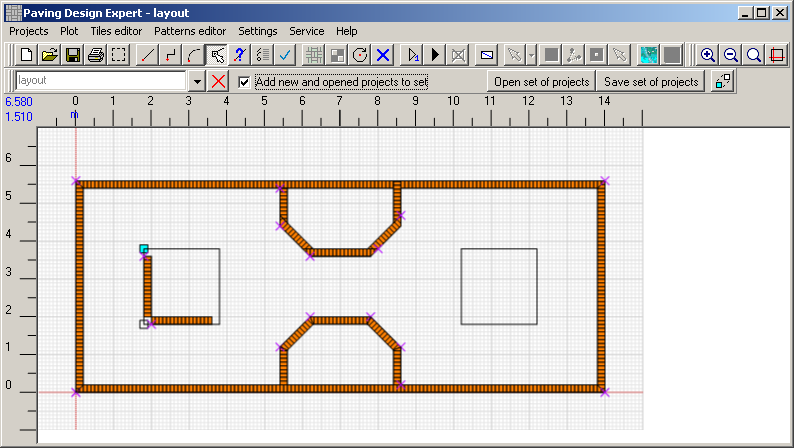 Paving Design Expert - layout
Projects Plot Tiles editor Patterns editor Settings Service Help
layout Add new and opened projects to set Open set of projects Save set of projects
6.580 0 1 2 3 4 5 6 7 8 9 10 11 12 13 14
1.510 m
6
5
4
3
2
1
0